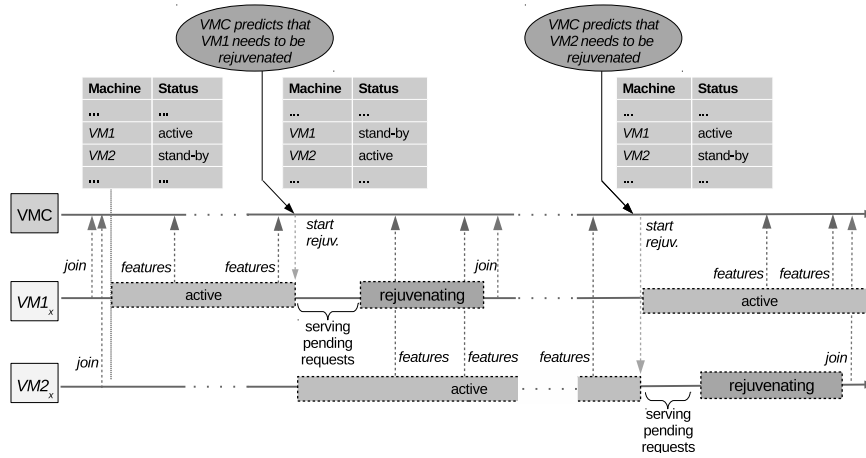 VMC predicts that
VM1 needs to be
rejuvenated
VMC predicts that
VM2 needs to be
rejuvenated
Machine Status
... ...
VM1 active
VM2 stand-by
... ...
Machine Status
... ...
VM1 stand-by
VM2 active
... ...
Machine Status
... ...
VM1 active
VM2 stand-by
... ...
VMC
start
rejuv.
start
rejuv.
join
features
features
join
features
features
VM1x
active
rejuvenating
active
serving
pending
requests
join
features
features
features
join
VM2x
active
rejuvenating
serving
pending
requests